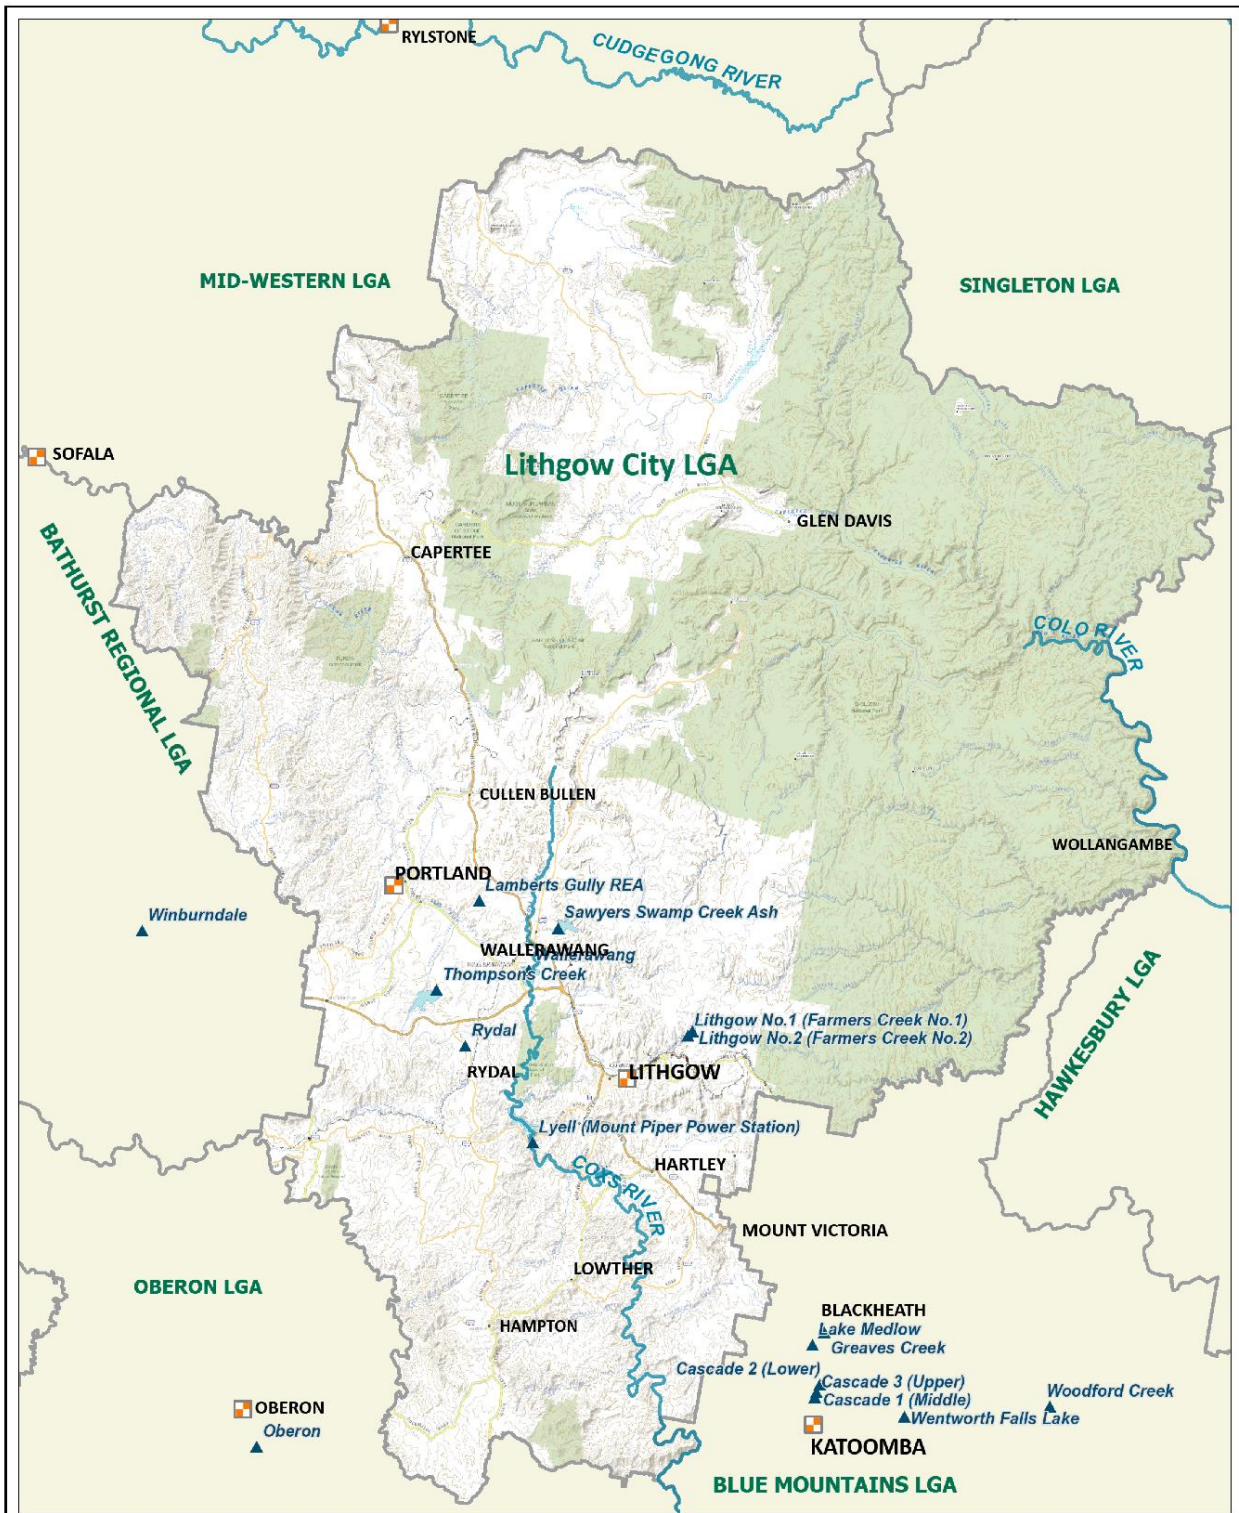 RYLSTONE
CUDGEGONG RIVER
MID-WESTERN LGA
SINGLETON LGA
SOFALA
Lithgow City LGA
GLEN DAVIS
CAPERTEE
BATHURST REGIONAL LGA
COLO RIVER
CULLEN BULLEN
WOLLANGAMBE
PORTLAND
Lamberts Gully REA
Winburndale
Sawyers Swamp Creek Ash
WALLERAWANG
Wallerawang
Thompsons Creek
HAWKESBURY LGA
Lithgow No.1 (Farmers Creek No.1)
Lithgow No.2 (Farmers Creek No.2)
Rydal
RYDAL
LITHGOW
Lyell (Mount Piper Power Station)
HARTLEY
COXS RIVER
MOUNT VICTORIA
LOWTHER
OBERON LGA
BLACKHEATH
HAMPTON
Lake Medlow
Greaves Creek
Cascade 2 (Lower)
Cascade 3 (Upper)
Cascade 1 (Middle)
Woodford Creek
OBERON
Wentworth Falls Lake
Oberon
KATOOMBA
BLUE MOUNTAINS LGA